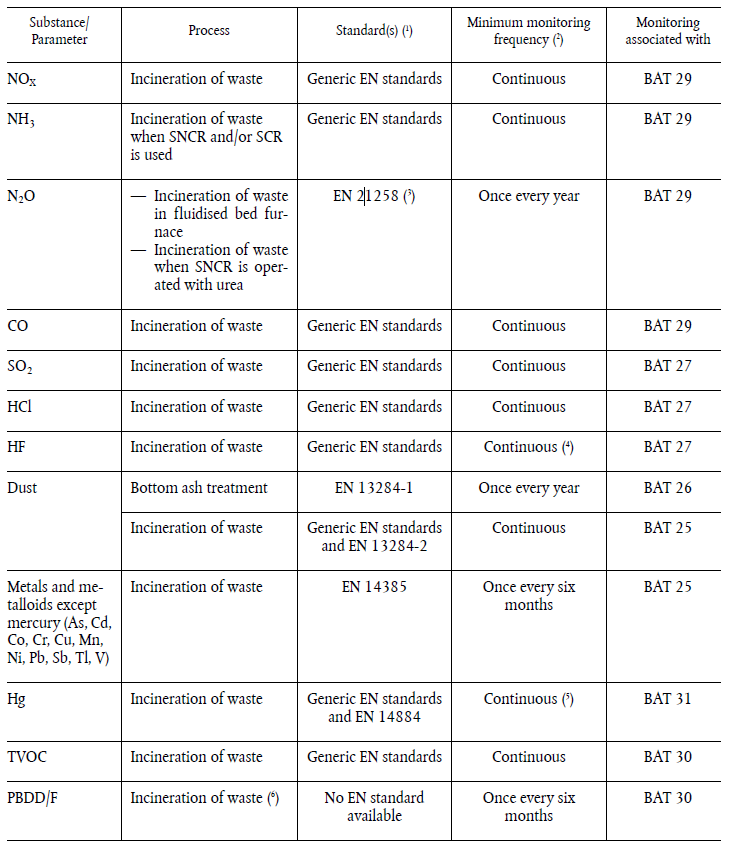 Substance/
Parameter
Process
Standard(s) (¹)
Minimum monitoring
frequency (²)
Monitoring
associated with
NOX
Incineration of waste
Generic EN standards
Continuous
BAT 29
NH3
Incineration of waste
when SNCR and/or SCR
is used
Generic EN standards
Continuous
BAT 29
N2O
— Incineration of waste
in fluidised bed fur-
nace
— Incineration of waste
when SNCR is oper-
ated with urea
EN 21258 (³)
Once every year
BAT 29
CO
Incineration of waste
Generic EN standards
Continuous
BAT 29
SO2
Incineration of waste
Generic EN standards
Continuous
BAT 27
HCl
Incineration of waste
Generic EN standards
Continuous
BAT 27
HF
Incineration of waste
Generic EN standards
Continuous (⁴)
BAT 27
Dust
Bottom ash treatment
EN 13284-1
Once every year
BAT 26
Incineration of waste
Generic EN standards
and EN 13284-2
Continuous
BAT 25
Metals and me-
talloids except
mercury (As, Cd,
Co, Cr, Cu, Mn,
Ni, Pb, Sb, Tl, V)
Incineration of waste
EN 14385
Once every six
months
BAT 25
Hg
Incineration of waste
Generic EN standards
and EN 14884
Continuous (⁵)
BAT 31
TVOC
Incineration of waste
Generic EN standards
Continuous
BAT 30
PBDD/F
Incineration of waste (⁶)
No EN standard
available
Once every six
months
BAT 30